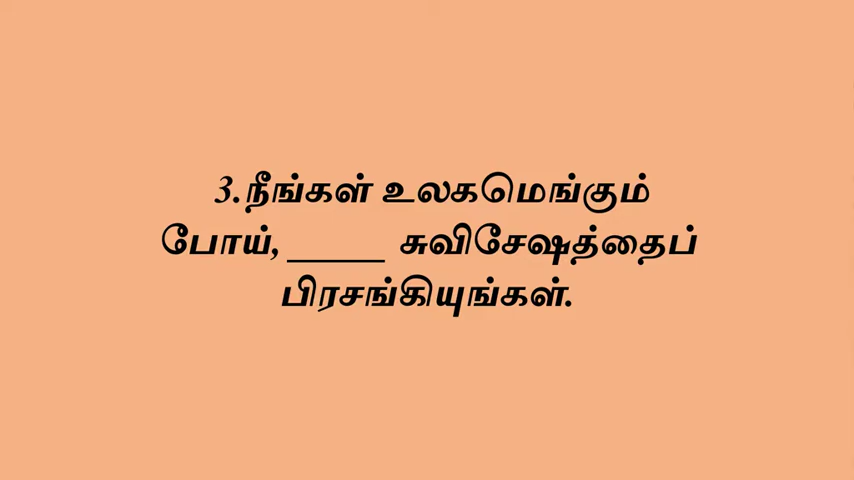 3.நீங்கள் உலகமெங்கும்
போய், _____ சுவிசேஷத்தைப்
பிரசங்கியுங்கள்.